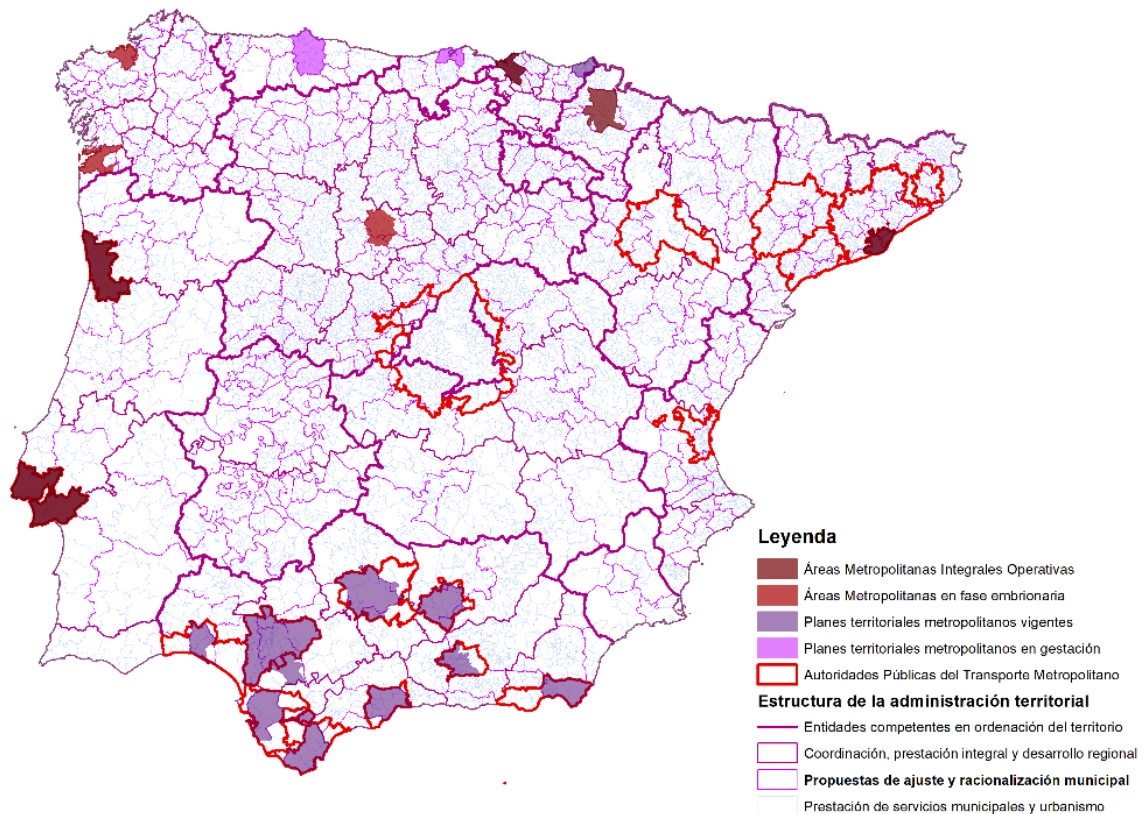 Leyenda
Áreas Metropolitanas Integrales Operativas
Áreas Metropolitanas en fase embrionaria
Planes territoriales metropolitanos vigentes
Planes territoriales metropolitanos en gestación
Autoridades Públicas del Transporte Metropolitano
Estructura de la administración territorial
Entidades competentes en ordenación del territorio
Coordinación, prestación integral y desarrollo regional
Propuestas de ajuste y racionalización municipal
Prestación de servicios municipales y urbanismo